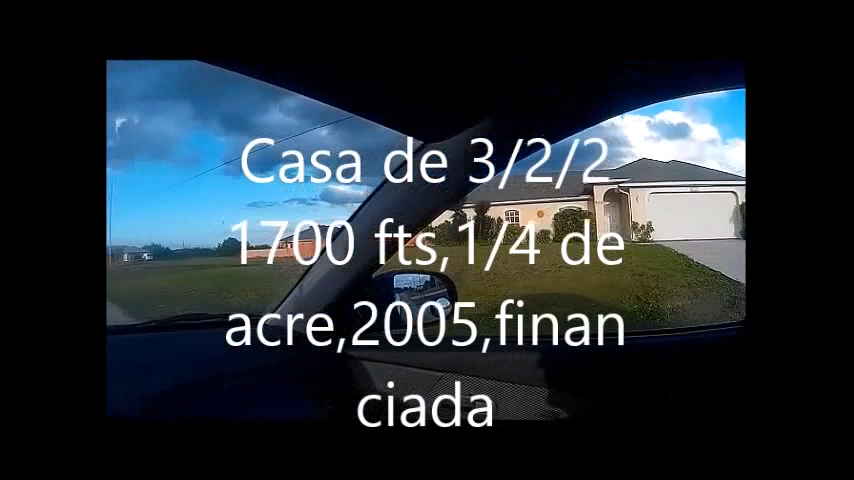 Casa de 3/2/2
1700 fts,1/4 de
acre,2005,finan
ciada